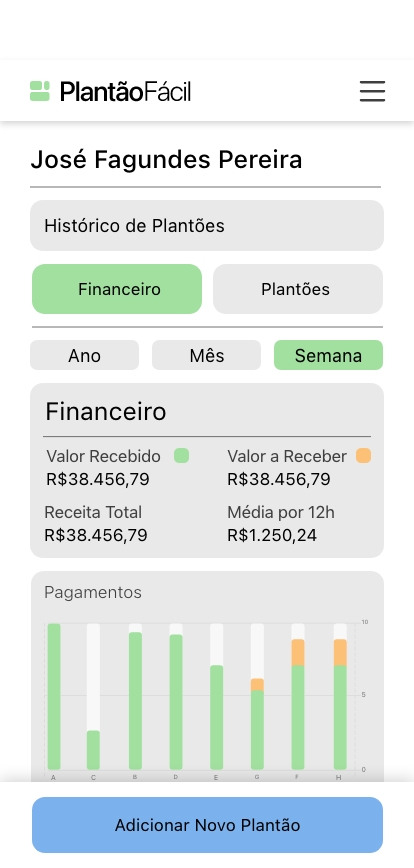 PlantãoFácil
José Fagundes Pereira
Histórico de Plantões
Financeiro Plantões
Ano Mês Semana
Financeiro
Valor Recebido Valor a Receber
R$38.456,79 R$38.456,79
Receita Total Média por 12h
R$38.456,79 R$1.250,24
Pagamentos
10
5
0
A C B D E G F H
Adicionar Novo Plantão